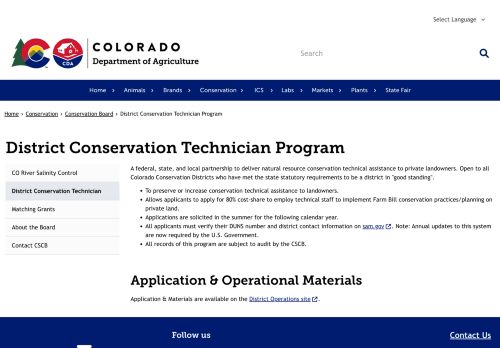 Select Language
COLORADO
Department of Agriculture
CO
CDA
Search
Home Animals Brands Conservation ICS Labs Markets Plants State Fair
Home › Conservation › Conservation Board › District Conservation Technician Program
District Conservation Technician Program
CO River Salinity Control
District Conservation Technician
Matching Grants
About the Board
Contact CSCB
A federal, state, and local partnership to deliver natural resource conservation technical assistance to private landowners. Open to all
Colorado Conservation Districts who have met the state statutory requirements to be a district in "good standing".
• To preserve or increase conservation technical assistance to landowners.
• Allows applicants to apply for 80% cost-share to employ technical staff to implement Farm Bill conservation practices/planning on
private land.
• Applications are solicited in the summer for the following calendar year.
• All applicants must verify their DUNS number and district contact information on sam.gov. Note: Annual updates to this system
are now required by the U.S. Government.
• All records of this program are subject to audit by the CSCB.
Application & Operational Materials
Application & Materials are available on the District Operations site.
Follow us
Contact Us